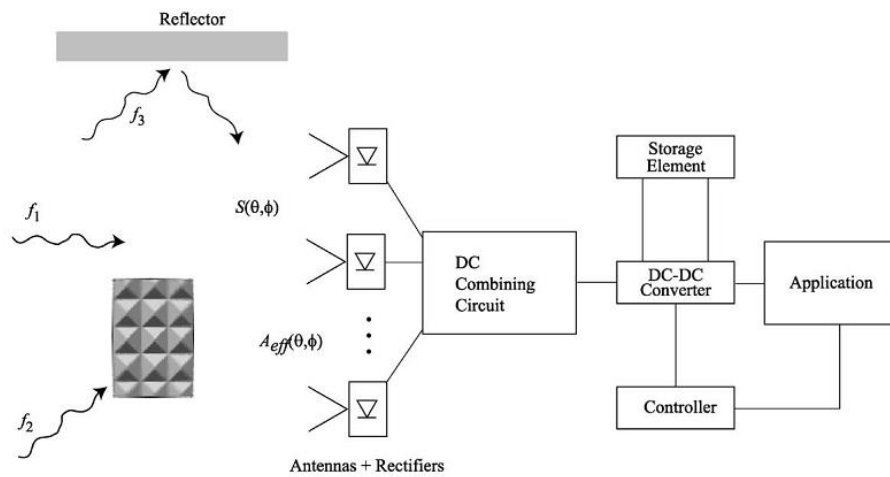 Reflector
f3
Storage
Element
S(θ,ϕ)
f1
DC
Combining
Circuit
DC-DC
Converter
Application
Aeff(θ,ϕ)
f2
Controller
Antennas + Rectifiers